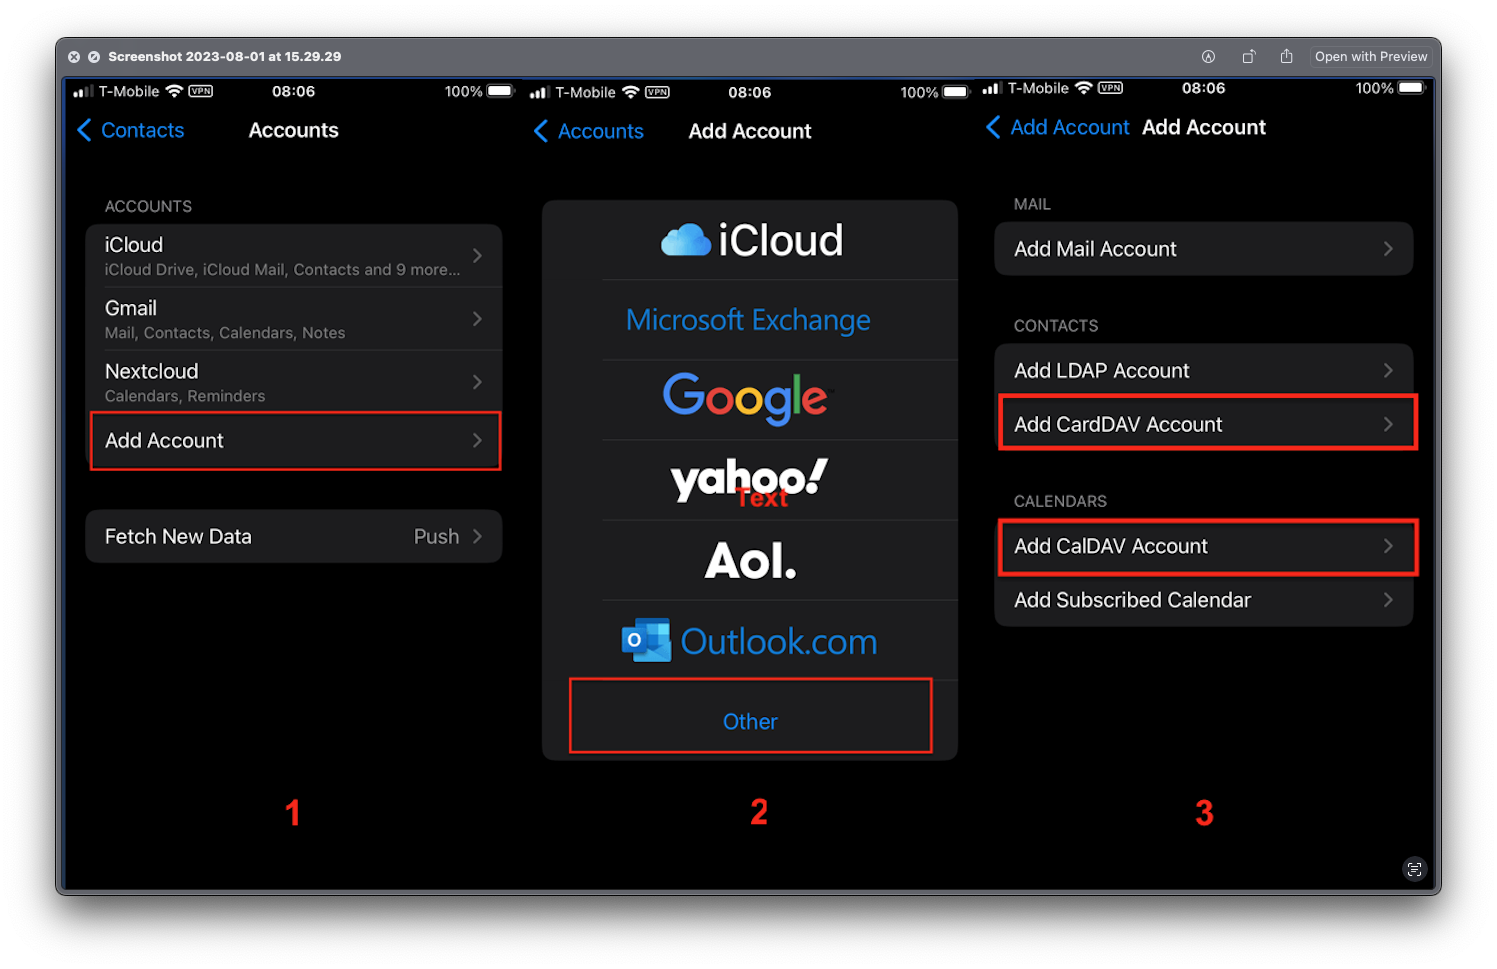 Screenshot 2023-08-01 at 15.29.29
Open with Preview
T-Mobile VPN 08:06 100%
Contacts Accounts
ACCOUNTS
iCloud
iCloud Drive, iCloud Mail, Contacts and 9 more...
Gmail
Mail, Contacts, Calendars, Notes
Nextcloud
Calendars, Reminders
Add Account
Fetch New Data Push
1
T-Mobile VPN 08:06 100%
Accounts Add Account
iCloud
Microsoft Exchange
Google
yahoo!
Text
Aol.
Outlook.com
Other
2
T-Mobile VPN 08:06 100%
Add Account Add Account
MAIL
Add Mail Account
CONTACTS
Add LDAP Account
Add CardDAV Account
CALENDARS
Add CalDAV Account
Add Subscribed Calendar
3